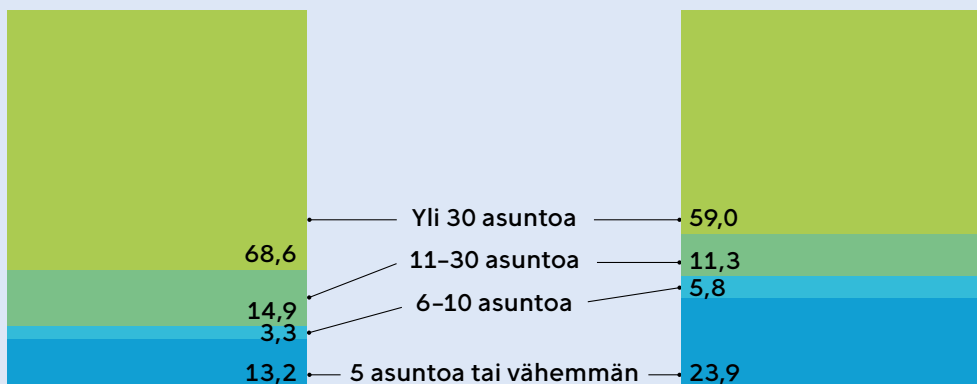 Yli 30 asuntoa
59,0
68,6
11–30 asuntoa
11,3
5,8
6–10 asuntoa
14,9
3,3
13,2
5 asuntoa tai vähemmän
23,9